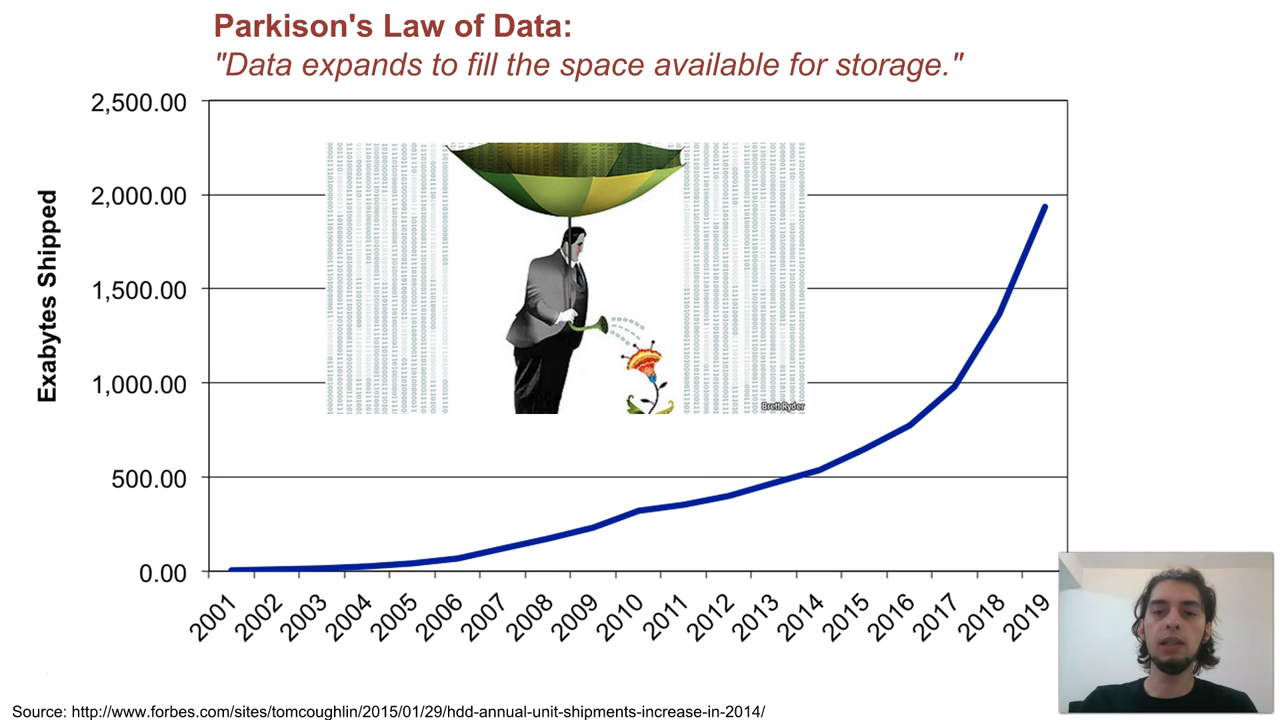 Parkison's Law of Data:
"Data expands to fill the space available for storage."
2,500.00
2,000.00
1,500.00
1,000.00
500.00
0.00
Exabytes Shipped
Brett Ryder
2001 2002 2003 2004 2005 2006 2007 2008 2009 2010 2011 2012 2013 2014 2015 2016 2017 2018 2019
Source: http://www.forbes.com/sites/tomcoughlin/2015/01/29/hdd-annual-unit-shipments-increase-in-2014/